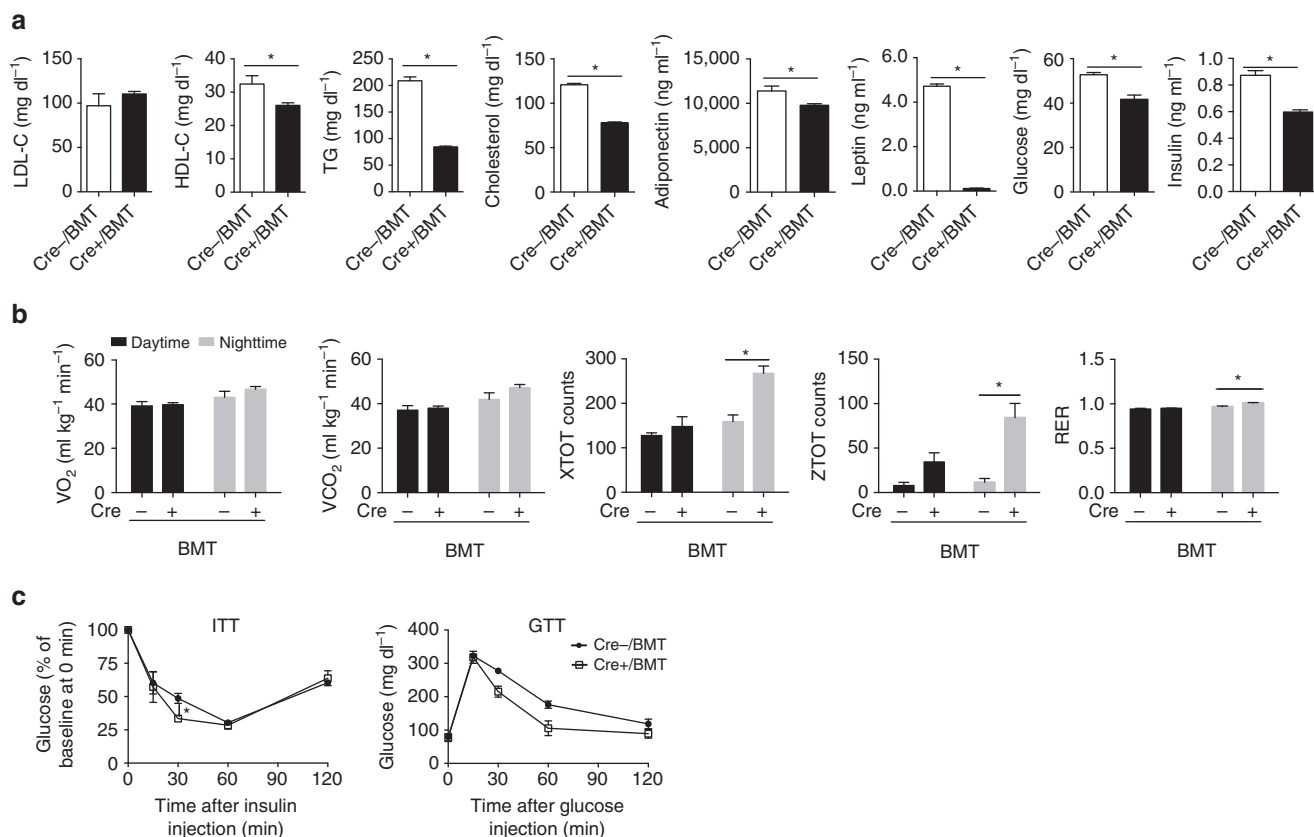 a
LDL-C (mg dl⁻¹)
150
100
50
0
Cre–/BMT
Cre+/BMT
HDL-C (mg dl⁻¹)
40
30
20
10
0
*
Cre–/BMT
Cre+/BMT
TG (mg dl⁻¹)
250
200
150
100
50
0
*
Cre–/BMT
Cre+/BMT
Cholesterol (mg dl⁻¹)
150
100
50
0
*
Cre–/BMT
Cre+/BMT
Adiponectin (ng ml⁻¹)
15,000
10,000
5,000
0
*
Cre–/BMT
Cre+/BMT
Leptin (ng ml⁻¹)
6.0
4.0
2.0
0.0
*
Cre–/BMT
Cre+/BMT
Glucose (mg dl⁻¹)
60
40
20
0
*
Cre–/BMT
Cre+/BMT
Insulin (ng ml⁻¹)
1.0
0.8
0.6
0.4
0.2
0.0
*
Cre–/BMT
Cre+/BMT
b
Daytime Nighttime
VO₂ (ml kg⁻¹ min⁻¹)
60
40
20
0
Cre – + – +
BMT
VCO₂ (ml kg⁻¹ min⁻¹)
60
40
20
0
Cre – + – +
BMT
XTOT counts
300
200
100
0
*
Cre – + – +
BMT
ZTOT counts
150
100
50
0
*
Cre – + – +
BMT
RER
1.5
1.0
0.5
0.0
*
Cre – + – +
BMT
c
ITT
Glucose (% of
baseline at 0 min)
100
75
50
25
0
*
0 30 60 90 120
Time after insulin
injection (min)
GTT
Cre–/BMT
Cre+/BMT
Glucose (mg dl⁻¹)
400
300
200
100
0
0 30 60 90 120
Time after glucose
injection (min)